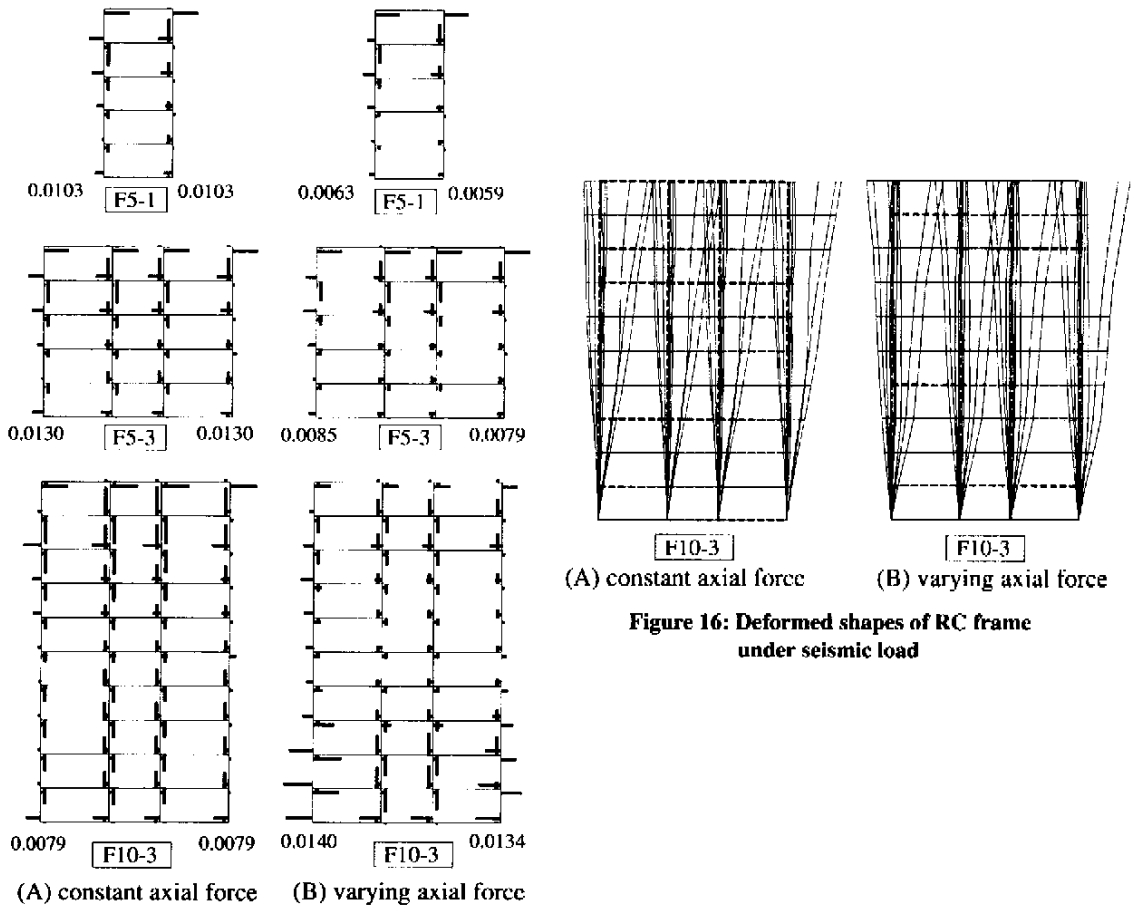 0.0103 F5-1 0.0103
0.0063 F5-1 0.0059
0.0130 F5-3 0.0130
0.0085 F5-3 0.0079
0.0079 F10-3 0.0079
0.0140 F10-3 0.0134
(A) constant axial force (B) varying axial force
F10-3 F10-3
(A) constant axial force (B) varying axial force
Figure 16: Deformed shapes of RC frame
under seismic load